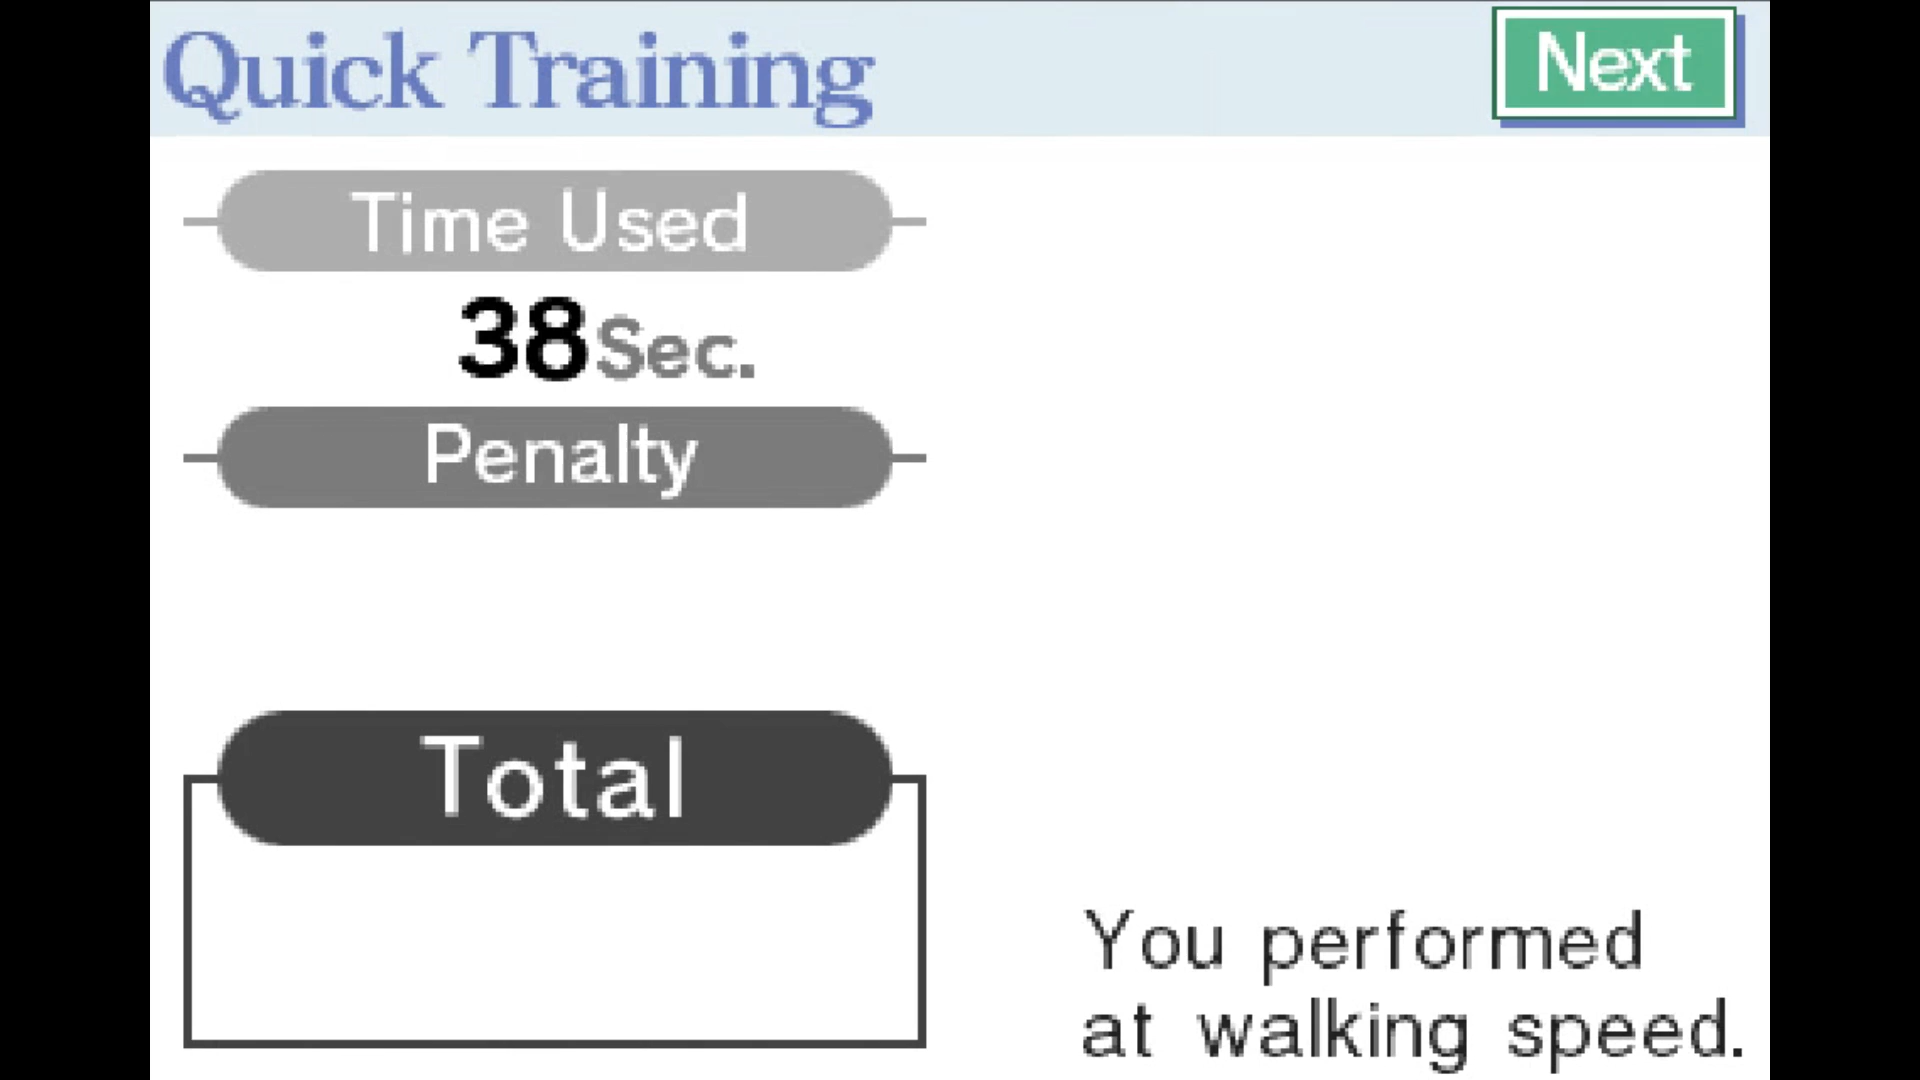 Quick Training
Next
Time Used
38Sec.
Penalty
Total
You performed
at walking speed.